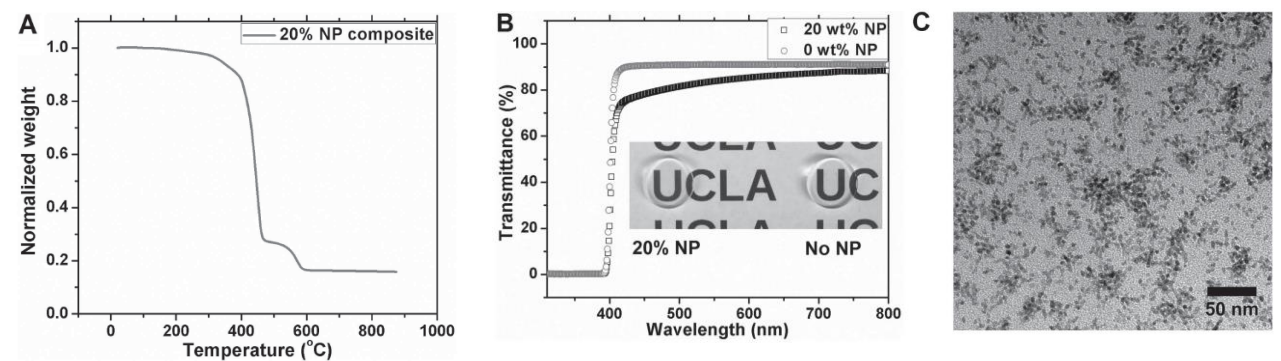 A
20% NP composite
1.0
0.8
0.6
0.4
0.2
0.0
Normalized weight
0
200
400
600
800
1000
Temperature (°C)
B
20 wt% NP
0 wt% NP
100
80
60
40
20
0
Transmittance (%)
UCLA UC
UCLA UC
UCLA UC
20% NP No NP
400
500
600
700
800
Wavelength (nm)
C
50 nm